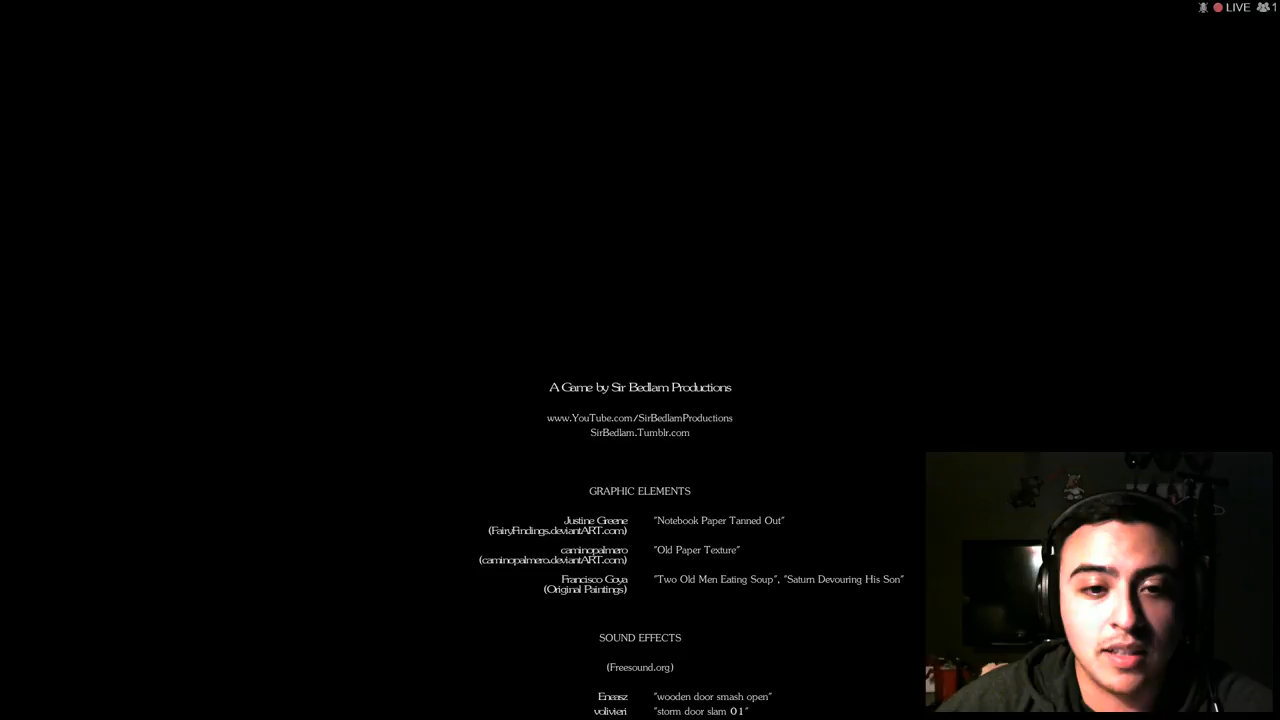 LIVE 1
A Game by Sir Bedlam Productions
www.YouTube.com/SirBedlamProductions
SirBedlam.Tumblr.com
GRAPHIC ELEMENTS
Justine Greene "Notebook Paper Tanned Out"
(FairyFindings.deviantART.com)
caminopalmero "Old Paper Texture"
(caminopalmero.deviantART.com)
Francisco Goya "Two Old Men Eating Soup", "Saturn Devouring His Son"
(Original Paintings)
SOUND EFFECTS
(Freesound.org)
Eneasz "wooden door smash open"
volivieri "storm door slam 01"